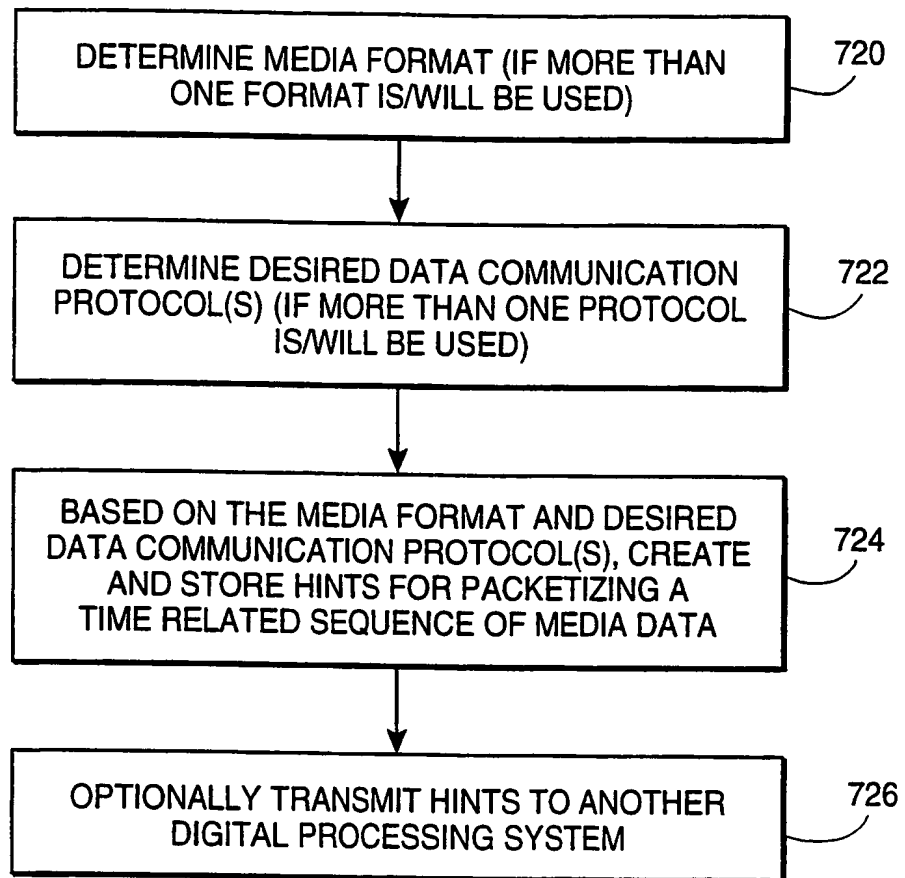 DETERMINE MEDIA FORMAT (IF MORE THAN
ONE FORMAT IS/WILL BE USED)
720
DETERMINE DESIRED DATA COMMUNICATION
PROTOCOL(S) (IF MORE THAN ONE PROTOCOL
IS/WILL BE USED)
722
BASED ON THE MEDIA FORMAT AND DESIRED
DATA COMMUNICATION PROTOCOL(S), CREATE
AND STORE HINTS FOR PACKETIZING A
TIME RELATED SEQUENCE OF MEDIA DATA
724
OPTIONALLY TRANSMIT HINTS TO ANOTHER
DIGITAL PROCESSING SYSTEM
726